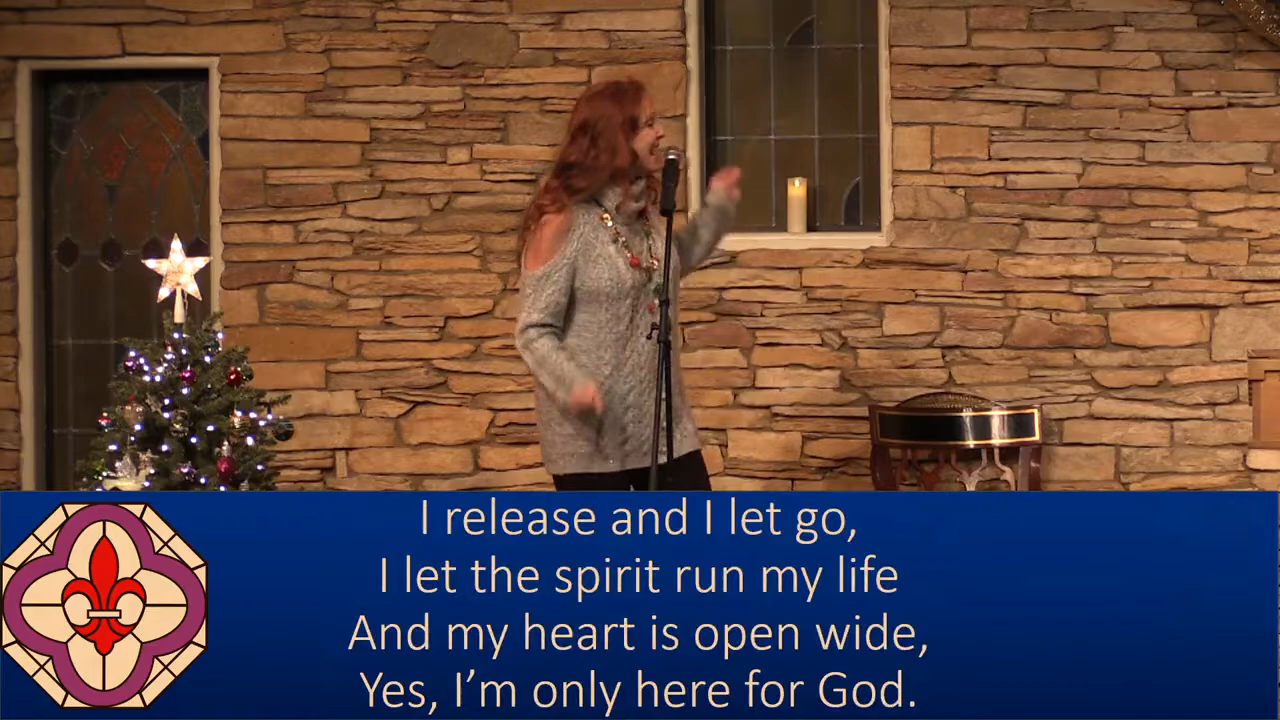 I release and I let go,
I let the spirit run my life
And my heart is open wide,
Yes, I’m only here for God.